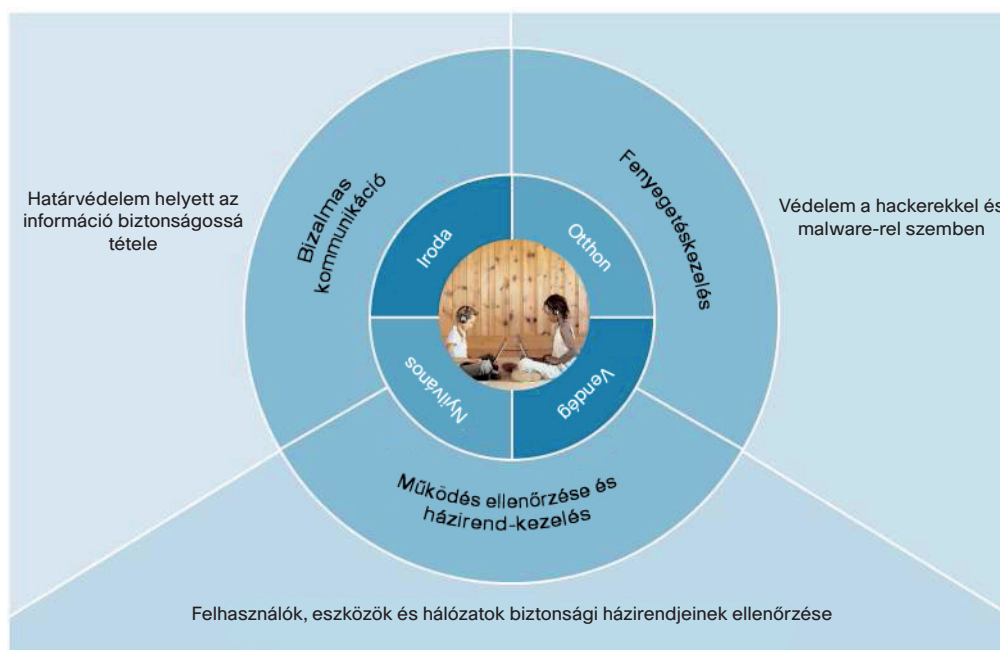 Határvédelem helyett az
információ biztonságossá
tétele
Bizalmas
kommunikáció
Fenyegetéskezelés
Védelem a hackerekkel és
malware-rel szemben
Iroda
Otthon
Nyilvános
Vendég
Működés ellenőrzése és
házirend-kezelés
Felhasználók, eszközök és hálózatok biztonsági házirendjeinek ellenőrzése